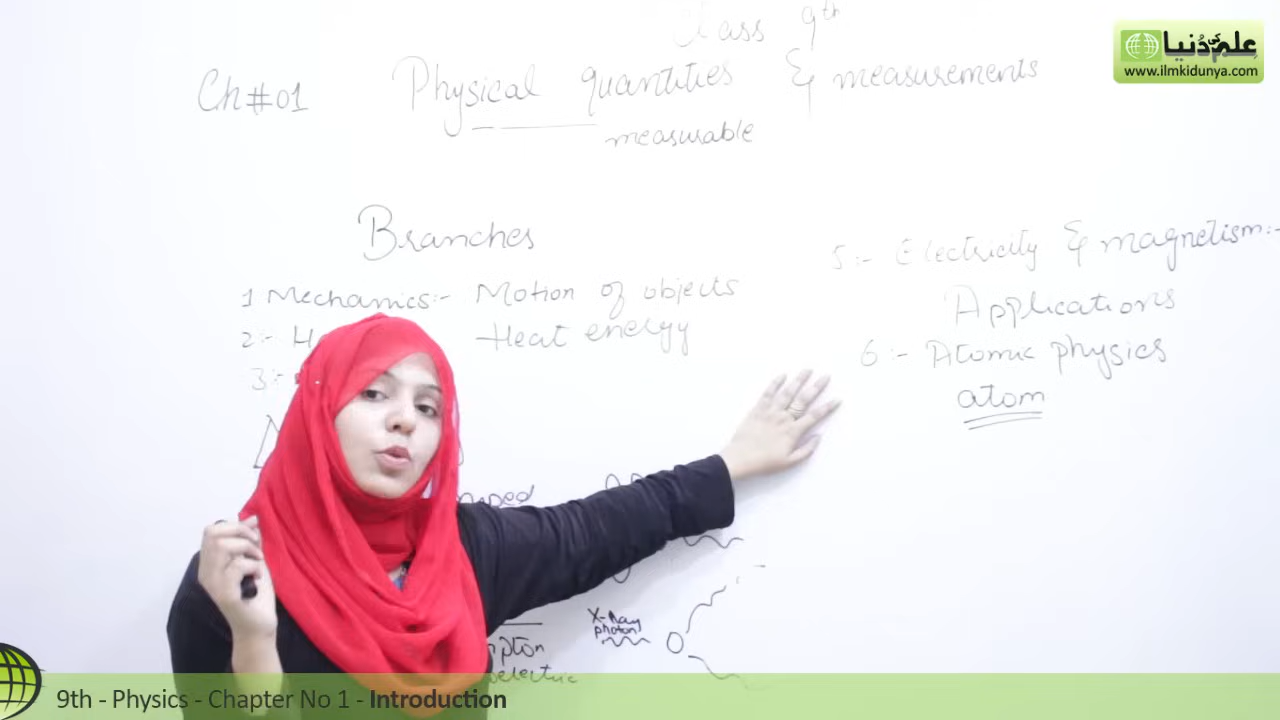 Class 9th
Ch#01 Physical quantities & measurements
measurable
Branches
1 Mechanics:- Motion of objects
2:- H
Heat energy
3:-
5:- Electricity & magnetism:-
Applications
6:- Atomic physics
atom
X-Ray
photon
علم کی دُنیا
www.ilmkidunya.com
9th - Physics - Chapter No 1 - Introduction